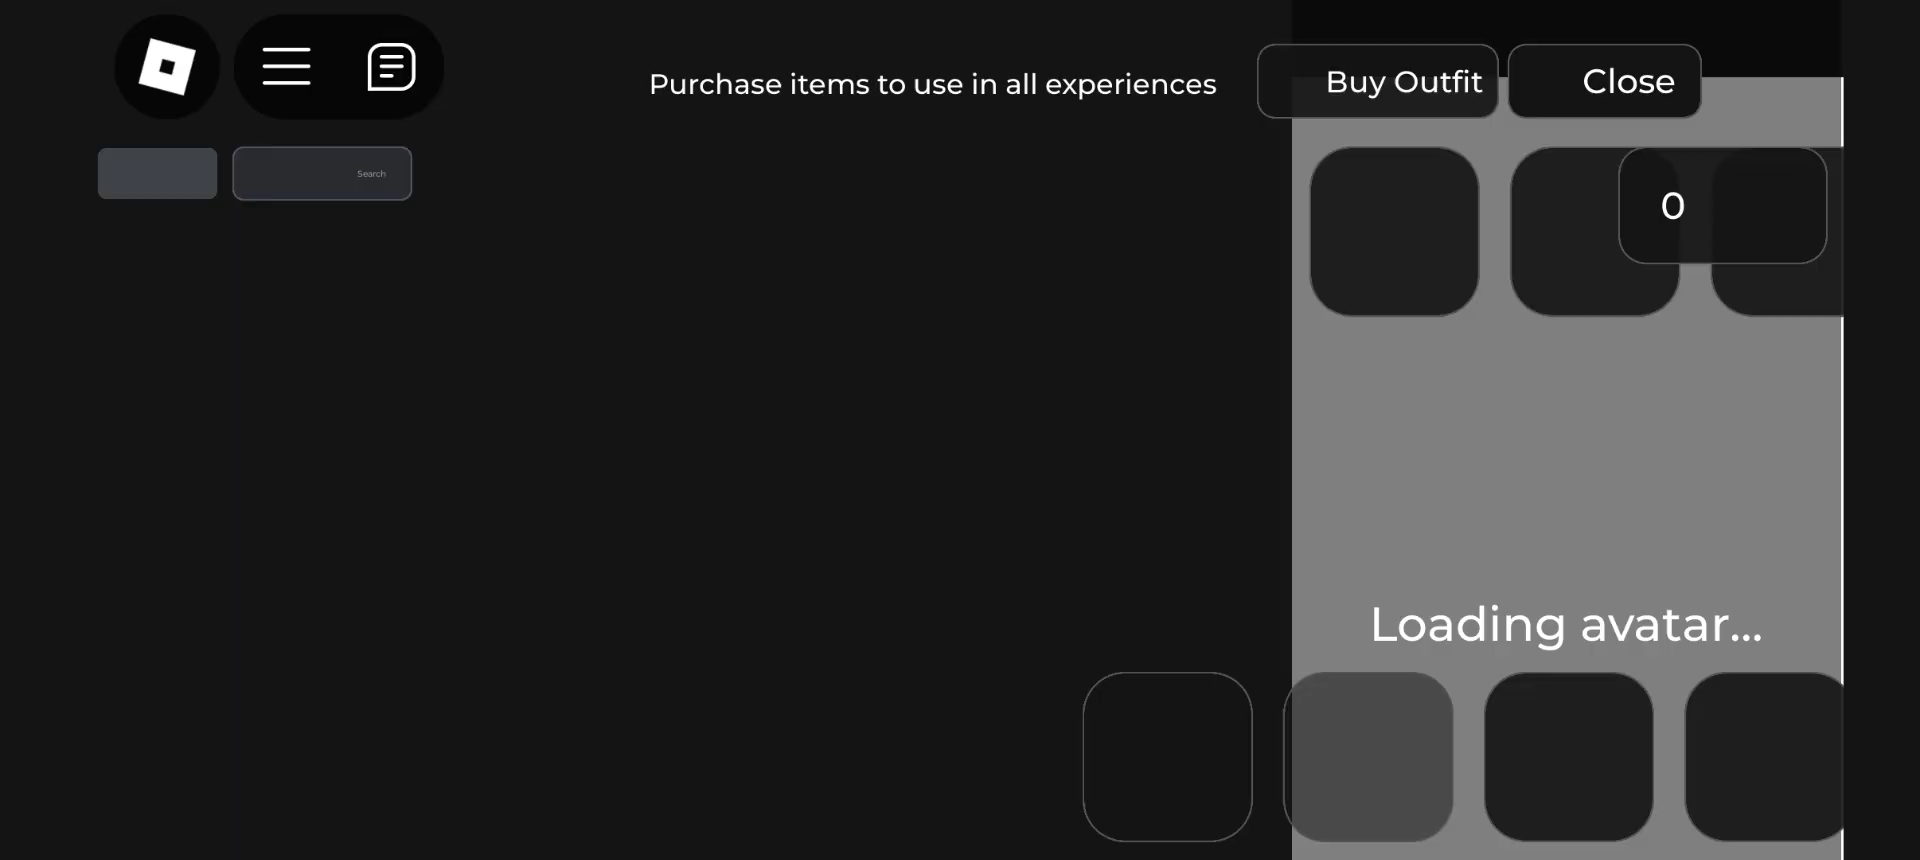 Purchase items to use in all experiences
Buy Outfit
Close
Search
0
Loading avatar...